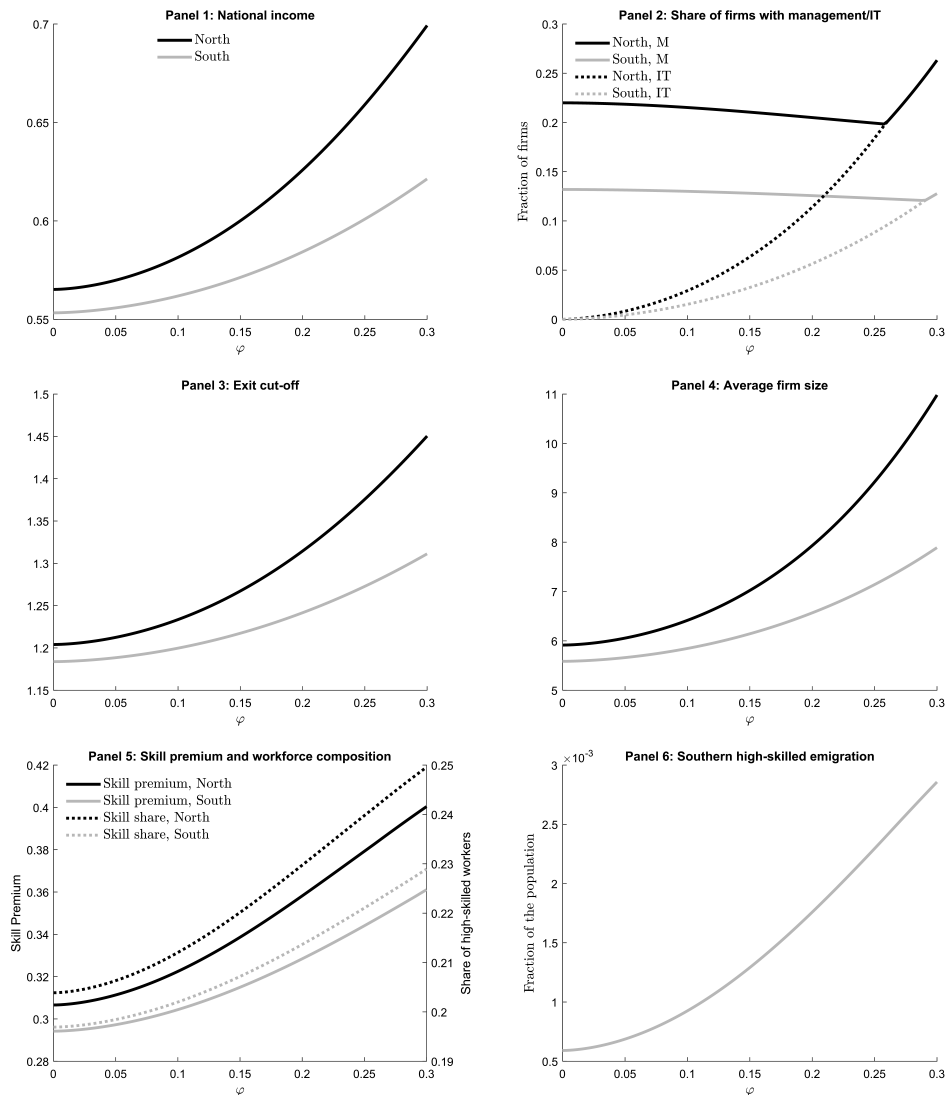 Panel 1: National income
North
South
0.7
0.65
0.6
0.55
0 0.05 0.1 0.15 0.2 0.25 0.3
φ
Panel 2: Share of firms with management/IT
North, M
South, M
North, IT
South, IT
Fraction of firms
0.3
0.25
0.2
0.15
0.1
0.05
0
0 0.05 0.1 0.15 0.2 0.25 0.3
φ
Panel 3: Exit cut-off
1.5
1.45
1.4
1.35
1.3
1.25
1.2
1.15
0 0.05 0.1 0.15 0.2 0.25 0.3
φ
Panel 4: Average firm size
11
10
9
8
7
6
5
0 0.05 0.1 0.15 0.2 0.25 0.3
φ
Panel 5: Skill premium and workforce composition
Skill premium, North
Skill premium, South
Skill share, North
Skill share, South
Skill Premium
0.42
0.4
0.38
0.36
0.34
0.32
0.3
0.28
0 0.05 0.1 0.15 0.2 0.25 0.3
φ
0.25
0.24
0.23
0.22
0.21
0.2
0.19
Share of high-skilled workers
Panel 6: Southern high-skilled emigration
×10⁻³
Fraction of the population
3
2.5
2
1.5
1
0.5
0 0.05 0.1 0.15 0.2 0.25 0.3
φ